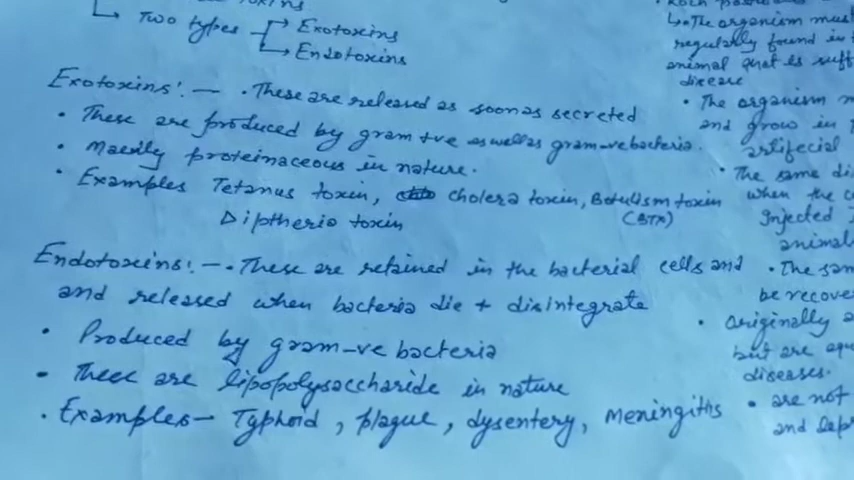 Two types → Exotoxins
→ Endotoxins
Exotoxins:— • These are released as soon as secreted
• These are produced by gram +ve as well as gram-ve bacteria.
• Mainly proteinaceous in nature.
• Examples Tetanus toxin, cholera toxin, Botulism toxin
(BTX)
Diptheria toxin
Endotoxins:— • These are retained in the bacterial cells and
and released when bacteria die + disintegrate
• Produced by gram-ve bacteria
• These are lipopolysaccharide in nature
• Examples— Typhoid, plague, dysentery, Meningitis
↳ • The organism must
regularly found in
animal that is suff
disease
• The organism
and grow in
artifecial
• The same di
when the
Injected
animal
• The sam
be recove
• Originally
but are equ
diseases.
• are not
and dep